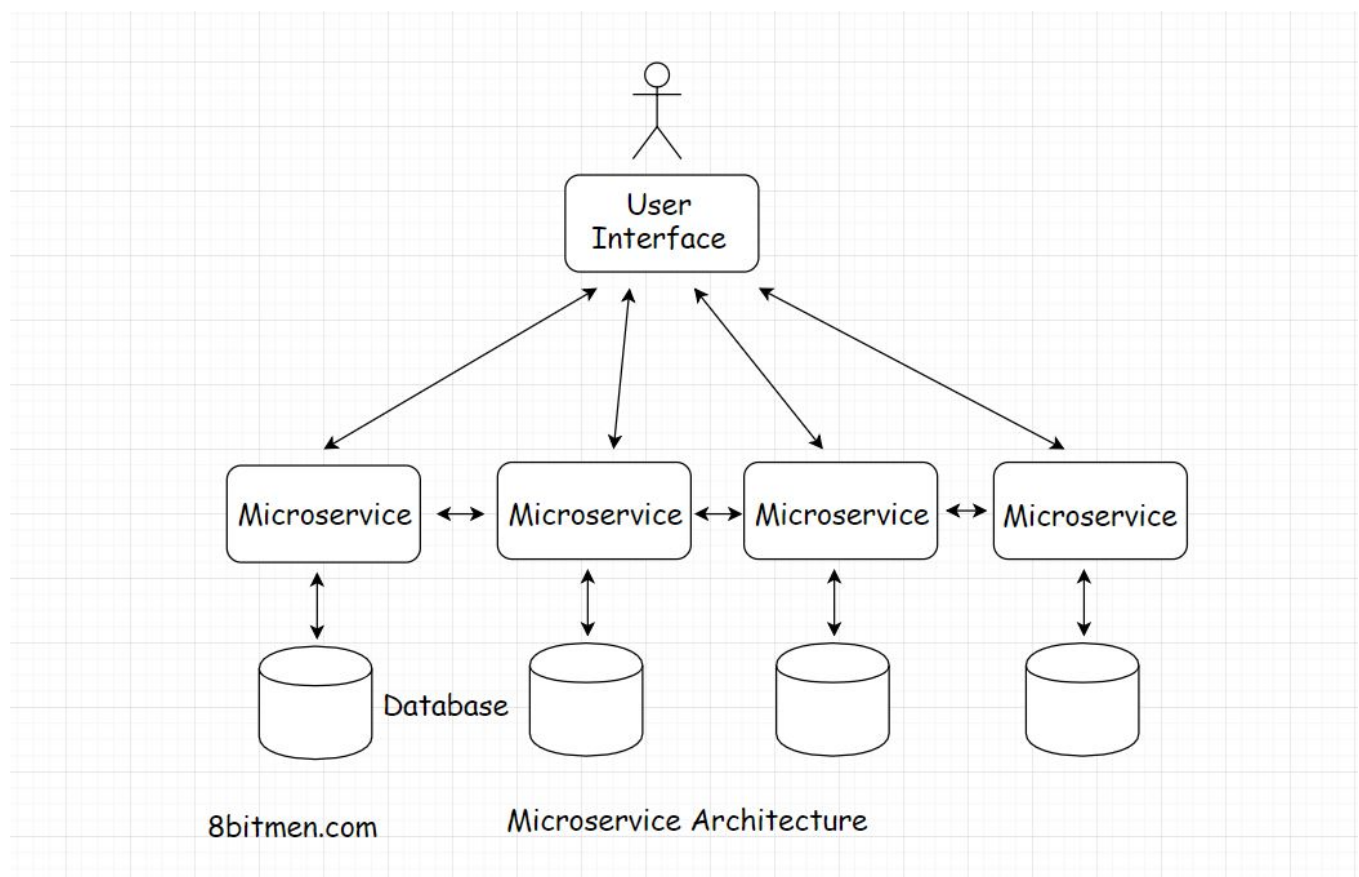 User
Interface
Microservice
Microservice
Microservice
Microservice
Database
8bitmen.com
Microservice Architecture